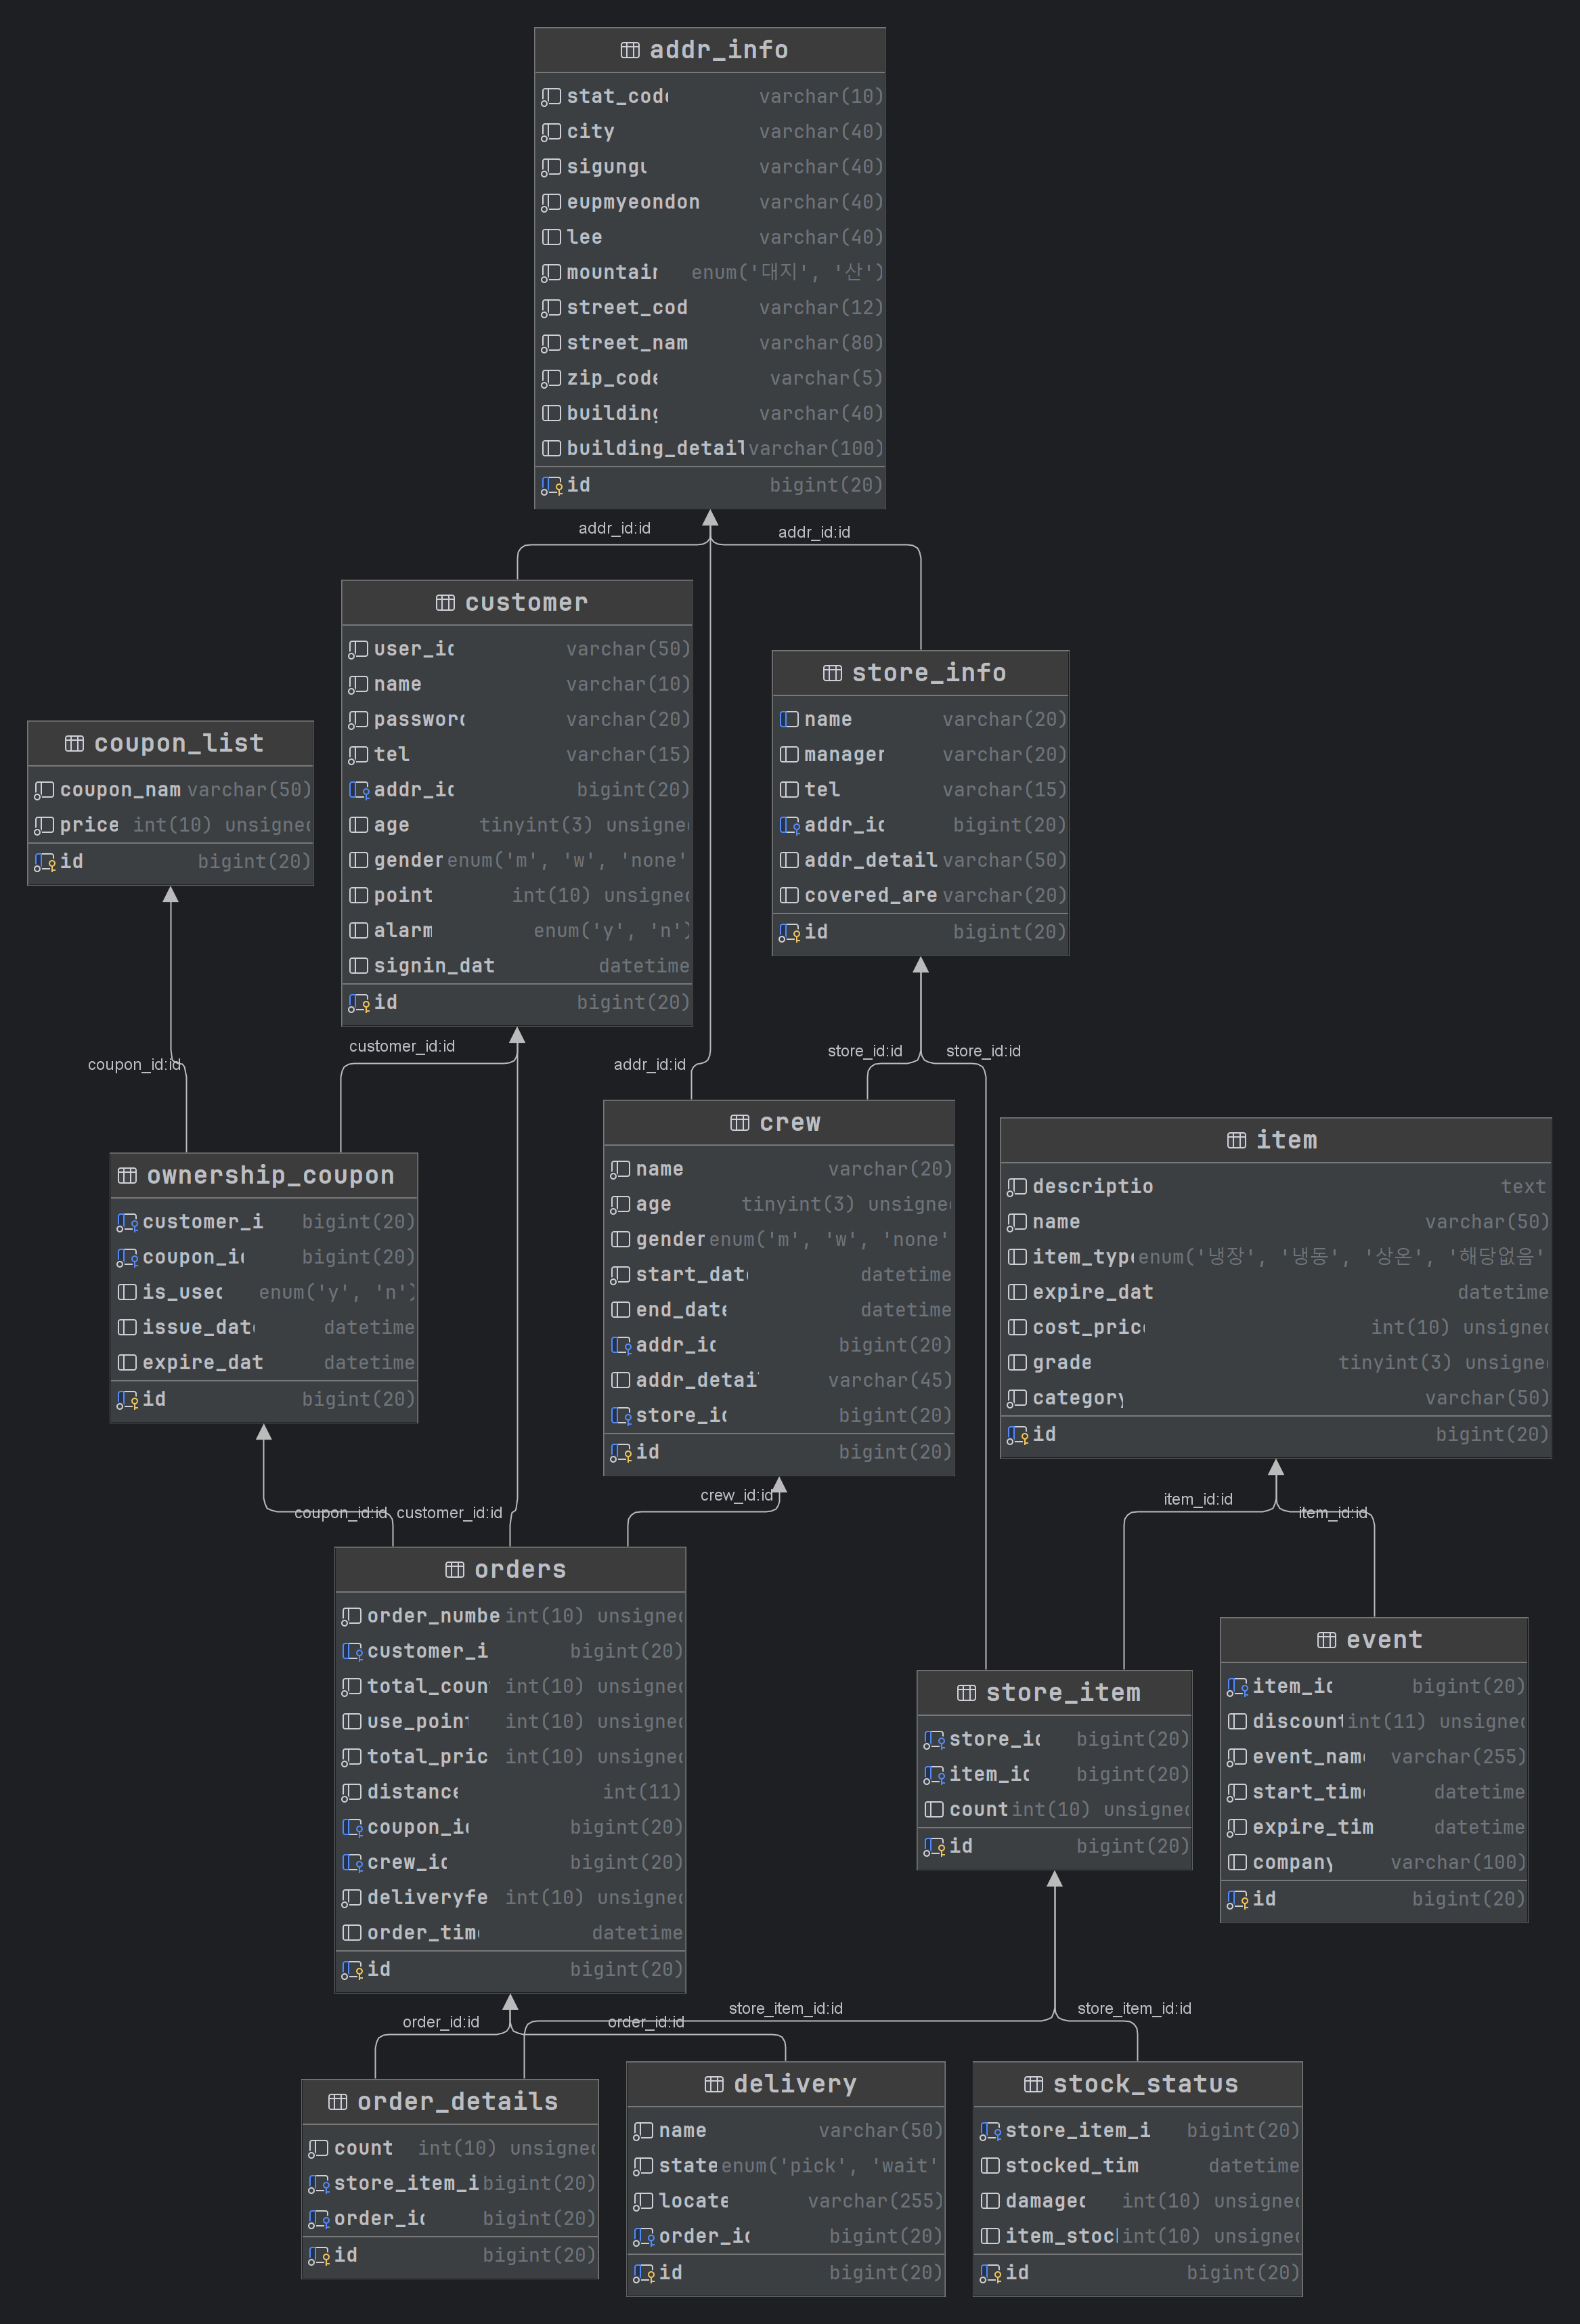 addr_info
stat_code varchar(10)
city varchar(40)
sigungu varchar(40)
eupmyeondon varchar(40)
lee varchar(40)
mountain enum('대지', '산')
street_cod varchar(12)
street_nam varchar(80)
zip_code varchar(5)
building varchar(40)
building_detail varchar(100)
id bigint(20)
addr_id:id
addr_id:id
customer
user_id varchar(50)
name varchar(10)
password varchar(20)
tel varchar(15)
addr_id bigint(20)
age tinyint(3) unsigned
gender enum('m', 'w', 'none'
point int(10) unsigned
alarm enum('y', 'n')
signin_dat datetime
id bigint(20)
store_info
name varchar(20)
manager varchar(20)
tel varchar(15)
addr_id bigint(20)
addr_detail varchar(50)
covered_are varchar(20)
id bigint(20)
coupon_list
coupon_nam varchar(50)
price int(10) unsigned
id bigint(20)
coupon_id:id
customer_id:id
addr_id:id
store_id:id
store_id:id
ownership_coupon
customer_i bigint(20)
coupon_id bigint(20)
is_used enum('y', 'n')
issue_date datetime
expire_dat datetime
id bigint(20)
crew
name varchar(20)
age tinyint(3) unsigned
gender enum('m', 'w', 'none'
start_date datetime
end_date datetime
addr_id bigint(20)
addr_detail varchar(45)
store_id bigint(20)
id bigint(20)
item
descriptio text
name varchar(50)
item_type enum('냉장', '냉동', '상온', '해당없음'
expire_dat datetime
cost_price int(10) unsigned
grade tinyint(3) unsigned
category varchar(50)
id bigint(20)
coupon_id:id
customer_id:id
crew_id:id
item_id:id
item_id:id
orders
order_numbe int(10) unsigned
customer_i bigint(20)
total_count int(10) unsigned
use_point int(10) unsigned
total_pric int(10) unsigned
distance int(11)
coupon_id bigint(20)
crew_id bigint(20)
deliveryfe int(10) unsigned
order_time datetime
id bigint(20)
store_item
store_id bigint(20)
item_id bigint(20)
count int(10) unsigned
id bigint(20)
event
item_id bigint(20)
discount int(11) unsigned
event_name varchar(255)
start_time datetime
expire_tim datetime
company varchar(100)
id bigint(20)
order_id:id
order_id:id
store_item_id:id
store_item_id:id
order_details
count int(10) unsigned
store_item_i bigint(20)
order_id bigint(20)
id bigint(20)
delivery
name varchar(50)
state enum('pick', 'wait'
locate varchar(255)
order_id bigint(20)
id bigint(20)
stock_status
store_item_i bigint(20)
stocked_tim datetime
damaged int(10) unsigned
item_stock int(10) unsigned
id bigint(20)